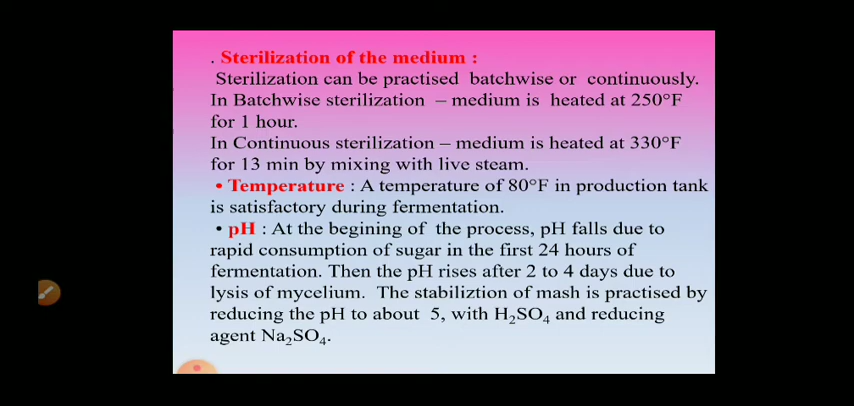 . Sterilization of the medium :
Sterilization can be practised batchwise or continuously.
In Batchwise sterilization – medium is heated at 250°F
for 1 hour.
In Continuous sterilization – medium is heated at 330°F
for 13 min by mixing with live steam.
• Temperature : A temperature of 80°F in production tank
is satisfactory during fermentation.
• pH : At the begining of the process, pH falls due to
rapid consumption of sugar in the first 24 hours of
fermentation. Then the pH rises after 2 to 4 days due to
lysis of mycelium. The stabiliztion of mash is practised by
reducing the pH to about 5, with H₂SO₄ and reducing
agent Na₂SO₄.